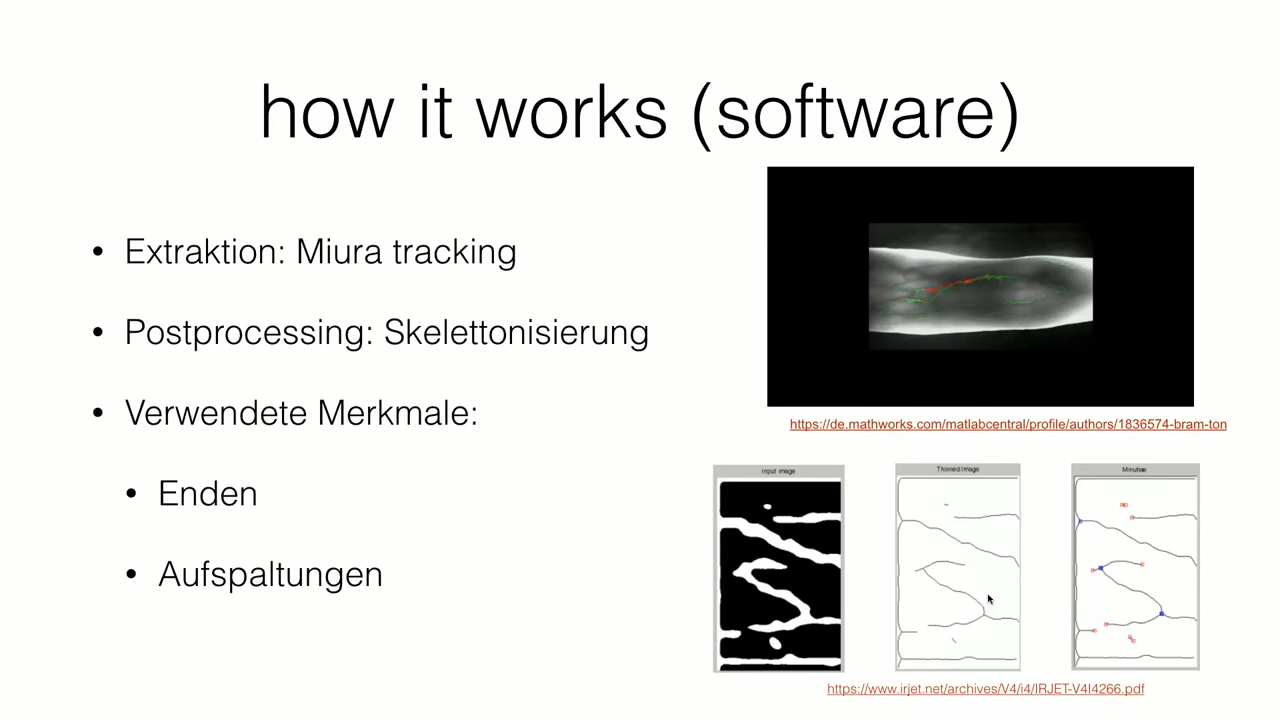 how it works (software)
• Extraktion: Miura tracking
• Postprocessing: Skelettonisierung
• Verwendete Merkmale:
• Enden
• Aufspaltungen
https://de.mathworks.com/matlabcentral/profile/authors/1836574-bram-ton
Input image
Thinned Image
Minutiae
https://www.irjet.net/archives/V4/i4/IRJET-V4I4266.pdf